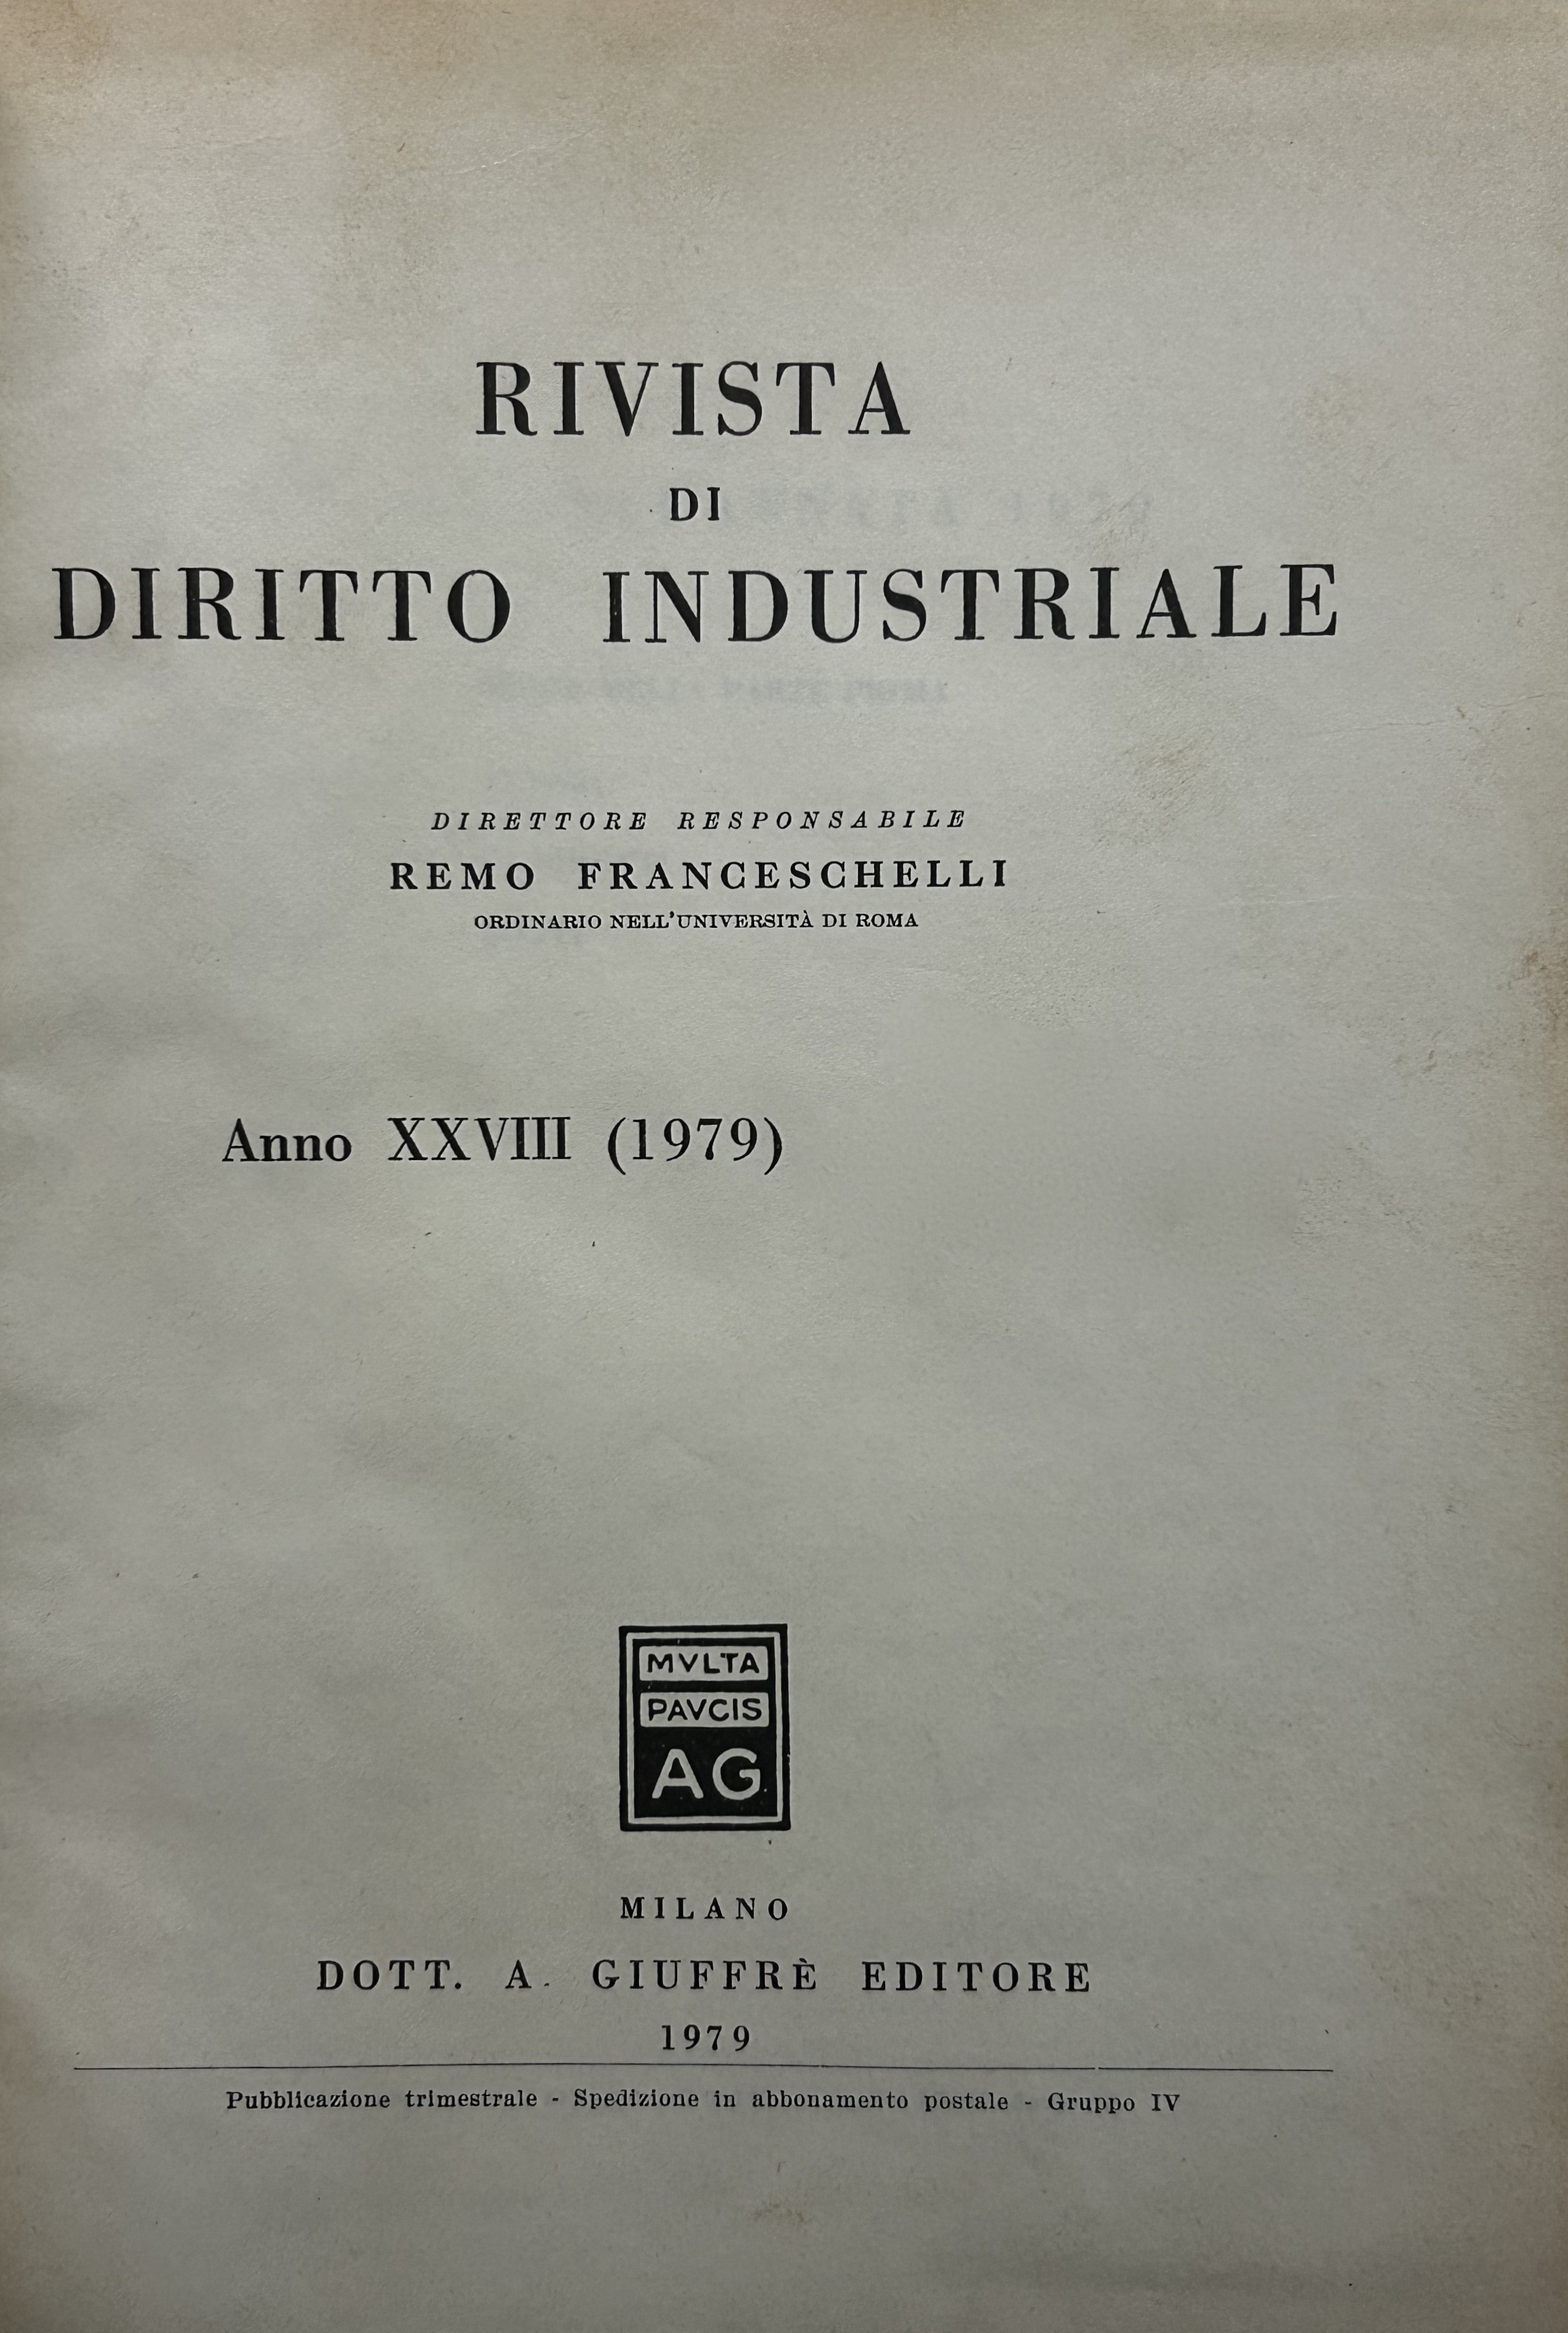 RIVISTA
DI
DIRITTO INDUSTRIALE
DIRETTORE RESPONSABILE
REMO FRANCESCHELLI
ORDINARIO NELL'UNIVERSITÀ DI ROMA
Anno XXVIII (1979)
MVLTA
PAVCIS
AG
MILANO
DOTT. A. GIUFFRÈ EDITORE
1979
Pubblicazione trimestrale - Spedizione in abbonamento postale - Gruppo IV